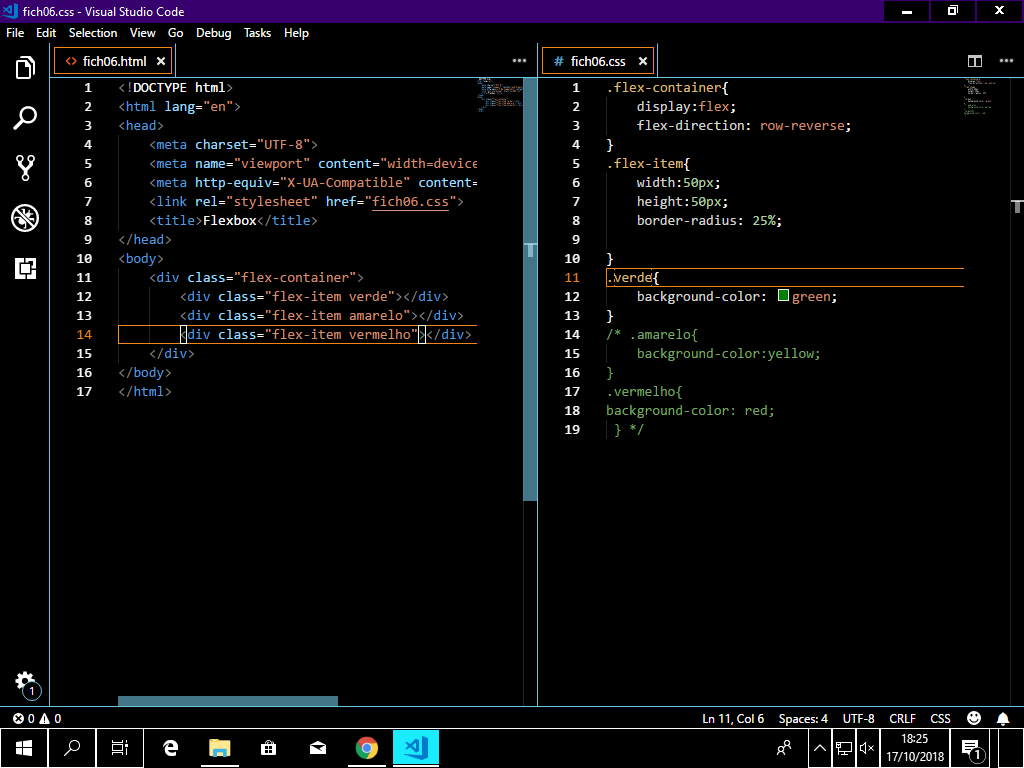 fich06.css - Visual Studio Code
File Edit Selection View Go Debug Tasks Help
<> fich06.html ×
# fich06.css ×
1 <!DOCTYPE html>
2 <html lang="en">
3 <head>
4 <meta charset="UTF-8">
5 <meta name="viewport" content="width=device
6 <meta http-equiv="X-UA-Compatible" content=
7 <link rel="stylesheet" href="fich06.css">
8 <title>Flexbox</title>
9 </head>
10 <body>
11 <div class="flex-container">
12 <div class="flex-item verde"></div>
13 <div class="flex-item amarelo"></div>
14 <div class="flex-item vermelho"></div>
15 </div>
16 </body>
17 </html>
1 .flex-container{
2 display:flex;
3 flex-direction: row-reverse;
4 }
5 .flex-item{
6 width:50px;
7 height:50px;
8 border-radius: 25%;
9
10 }
11 .verde{
12 background-color: green;
13 }
14 /* .amarelo{
15 background-color:yellow;
16 }
17 .vermelho{
18 background-color: red;
19 } */
1
0 0
Ln 11, Col 6 Spaces: 4 UTF-8 CRLF CSS
18:25
17/10/2018
1